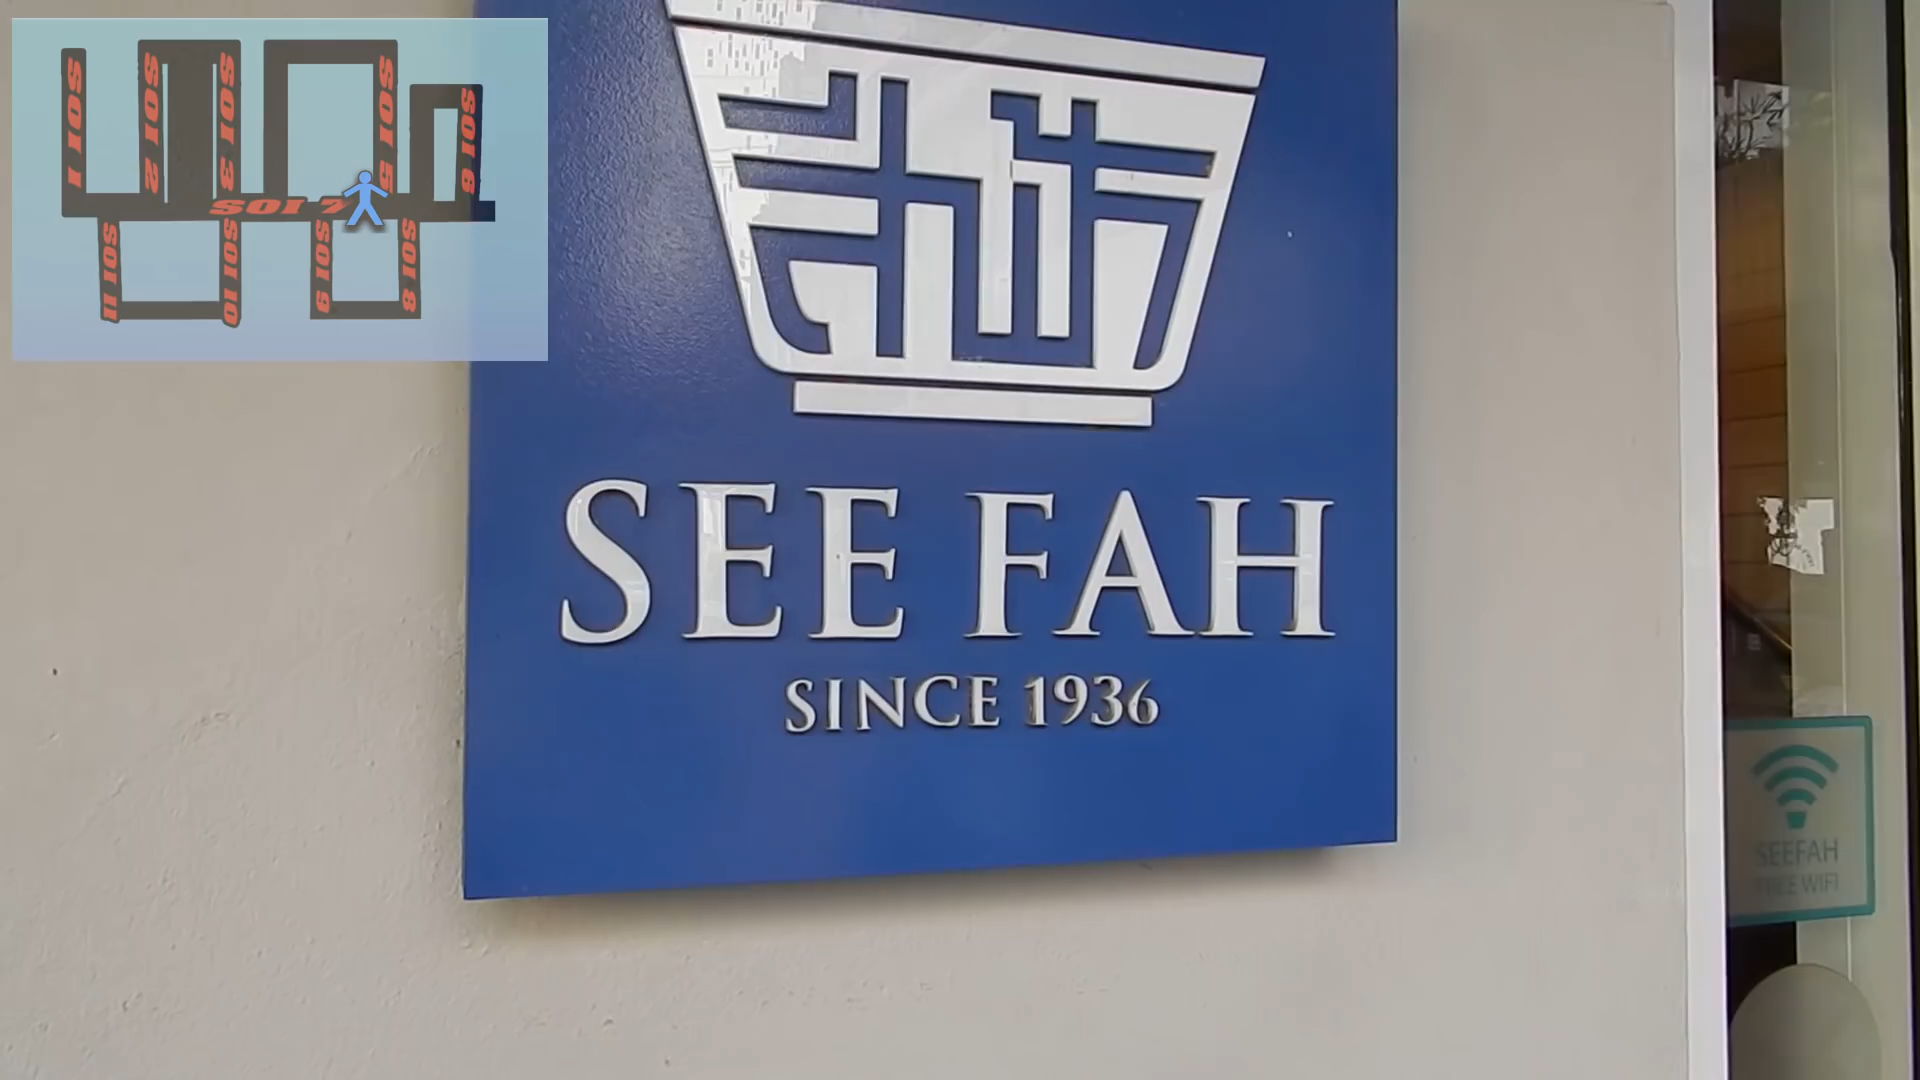 SOI 1
SOI 2
SOI 3
SOI 5
SOI 6
SOI 7
SOI 11
SOI 10
SOI 9
SOI 8
SEE FAH
SINCE 1936
SEEFAH
FREE WIFI